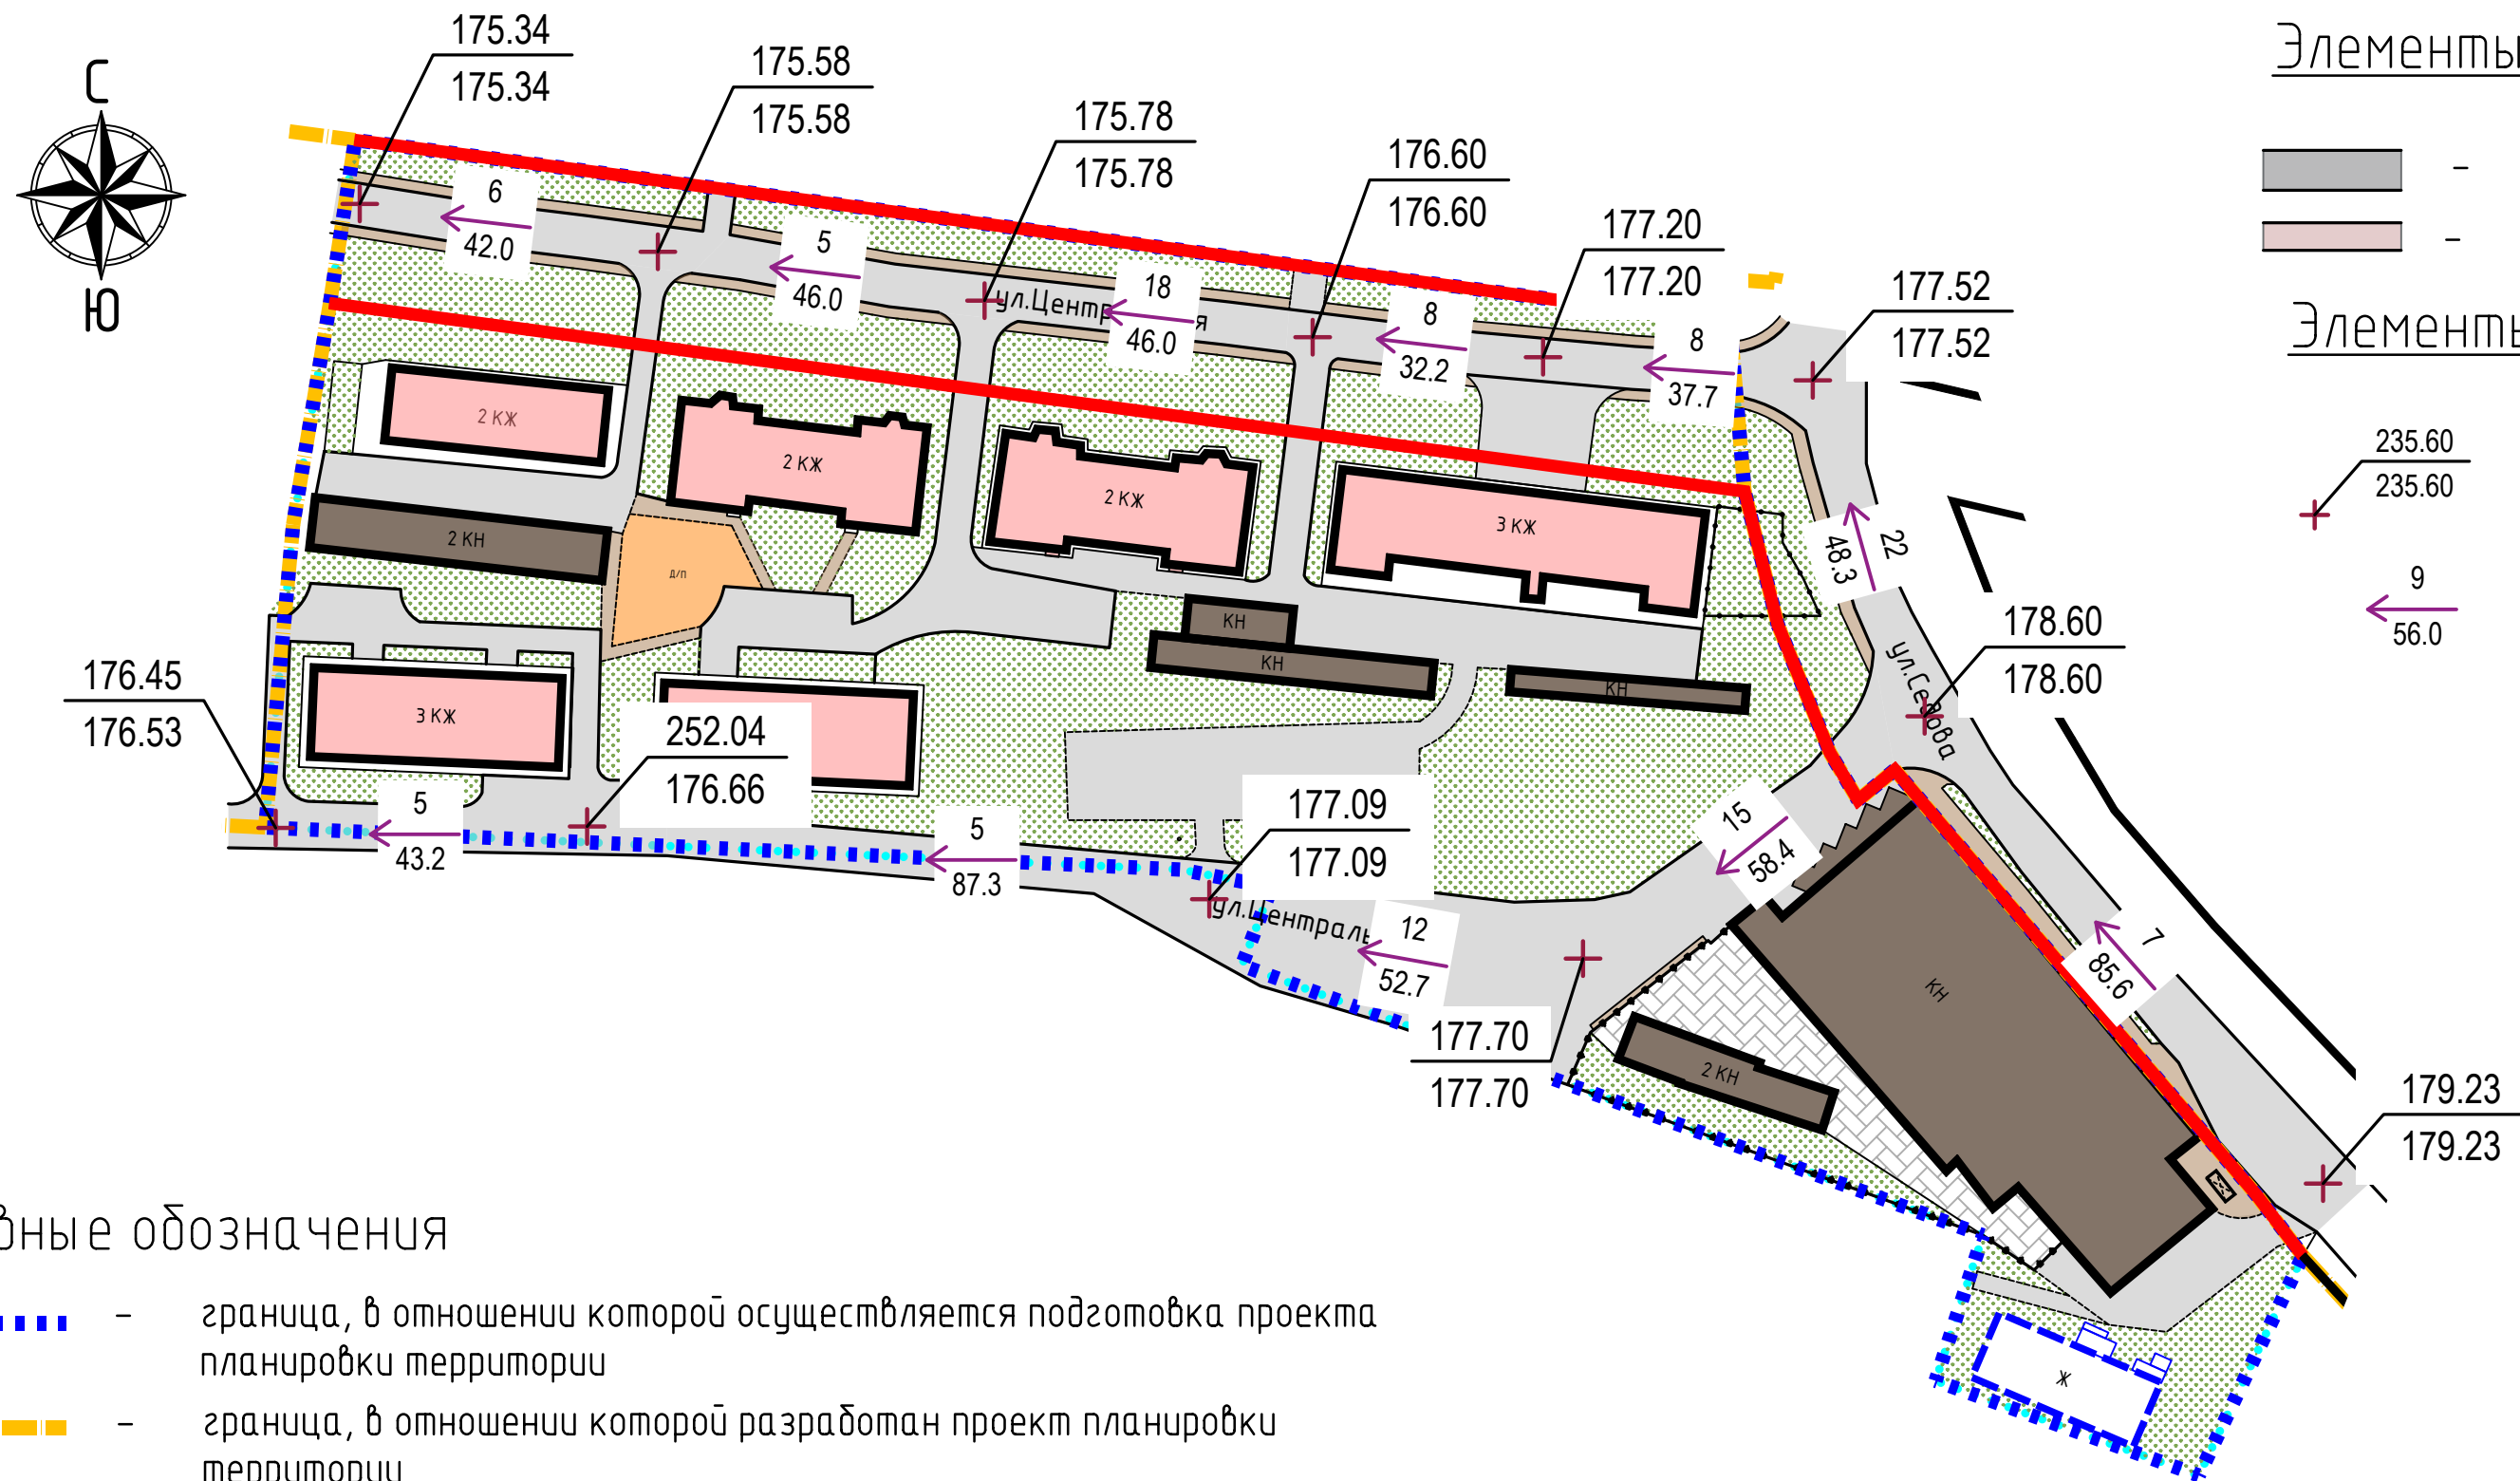 С
Ю
175.34
175.34
175.58
175.58
175.78
175.78
176.60
176.60
177.20
177.20
177.52
177.52
Элементы
–
–
Элементы
235.60
235.60
9
56.0
6
42.0
5
46.0
ул.Центр
я
18
46.0
8
32.2
8
37.7
22
48.3
2 КЖ
2 КЖ
2 КЖ
3 КЖ
2 КН
д/п
КН
КН
КН
3 КЖ
178.60
178.60
176.45
176.53
252.04
176.66
177.09
177.09
5
43.2
5
87.3
15
58.4
ул.Централь
12
52.7
7
85.6
КН
2 КН
177.70
177.70
179.23
179.23
Ж
вные обозначения
– граница, в отношении которой осуществляется подготовка проекта
планировки территории
– граница, в отношении которой разработан проект планировки
территории